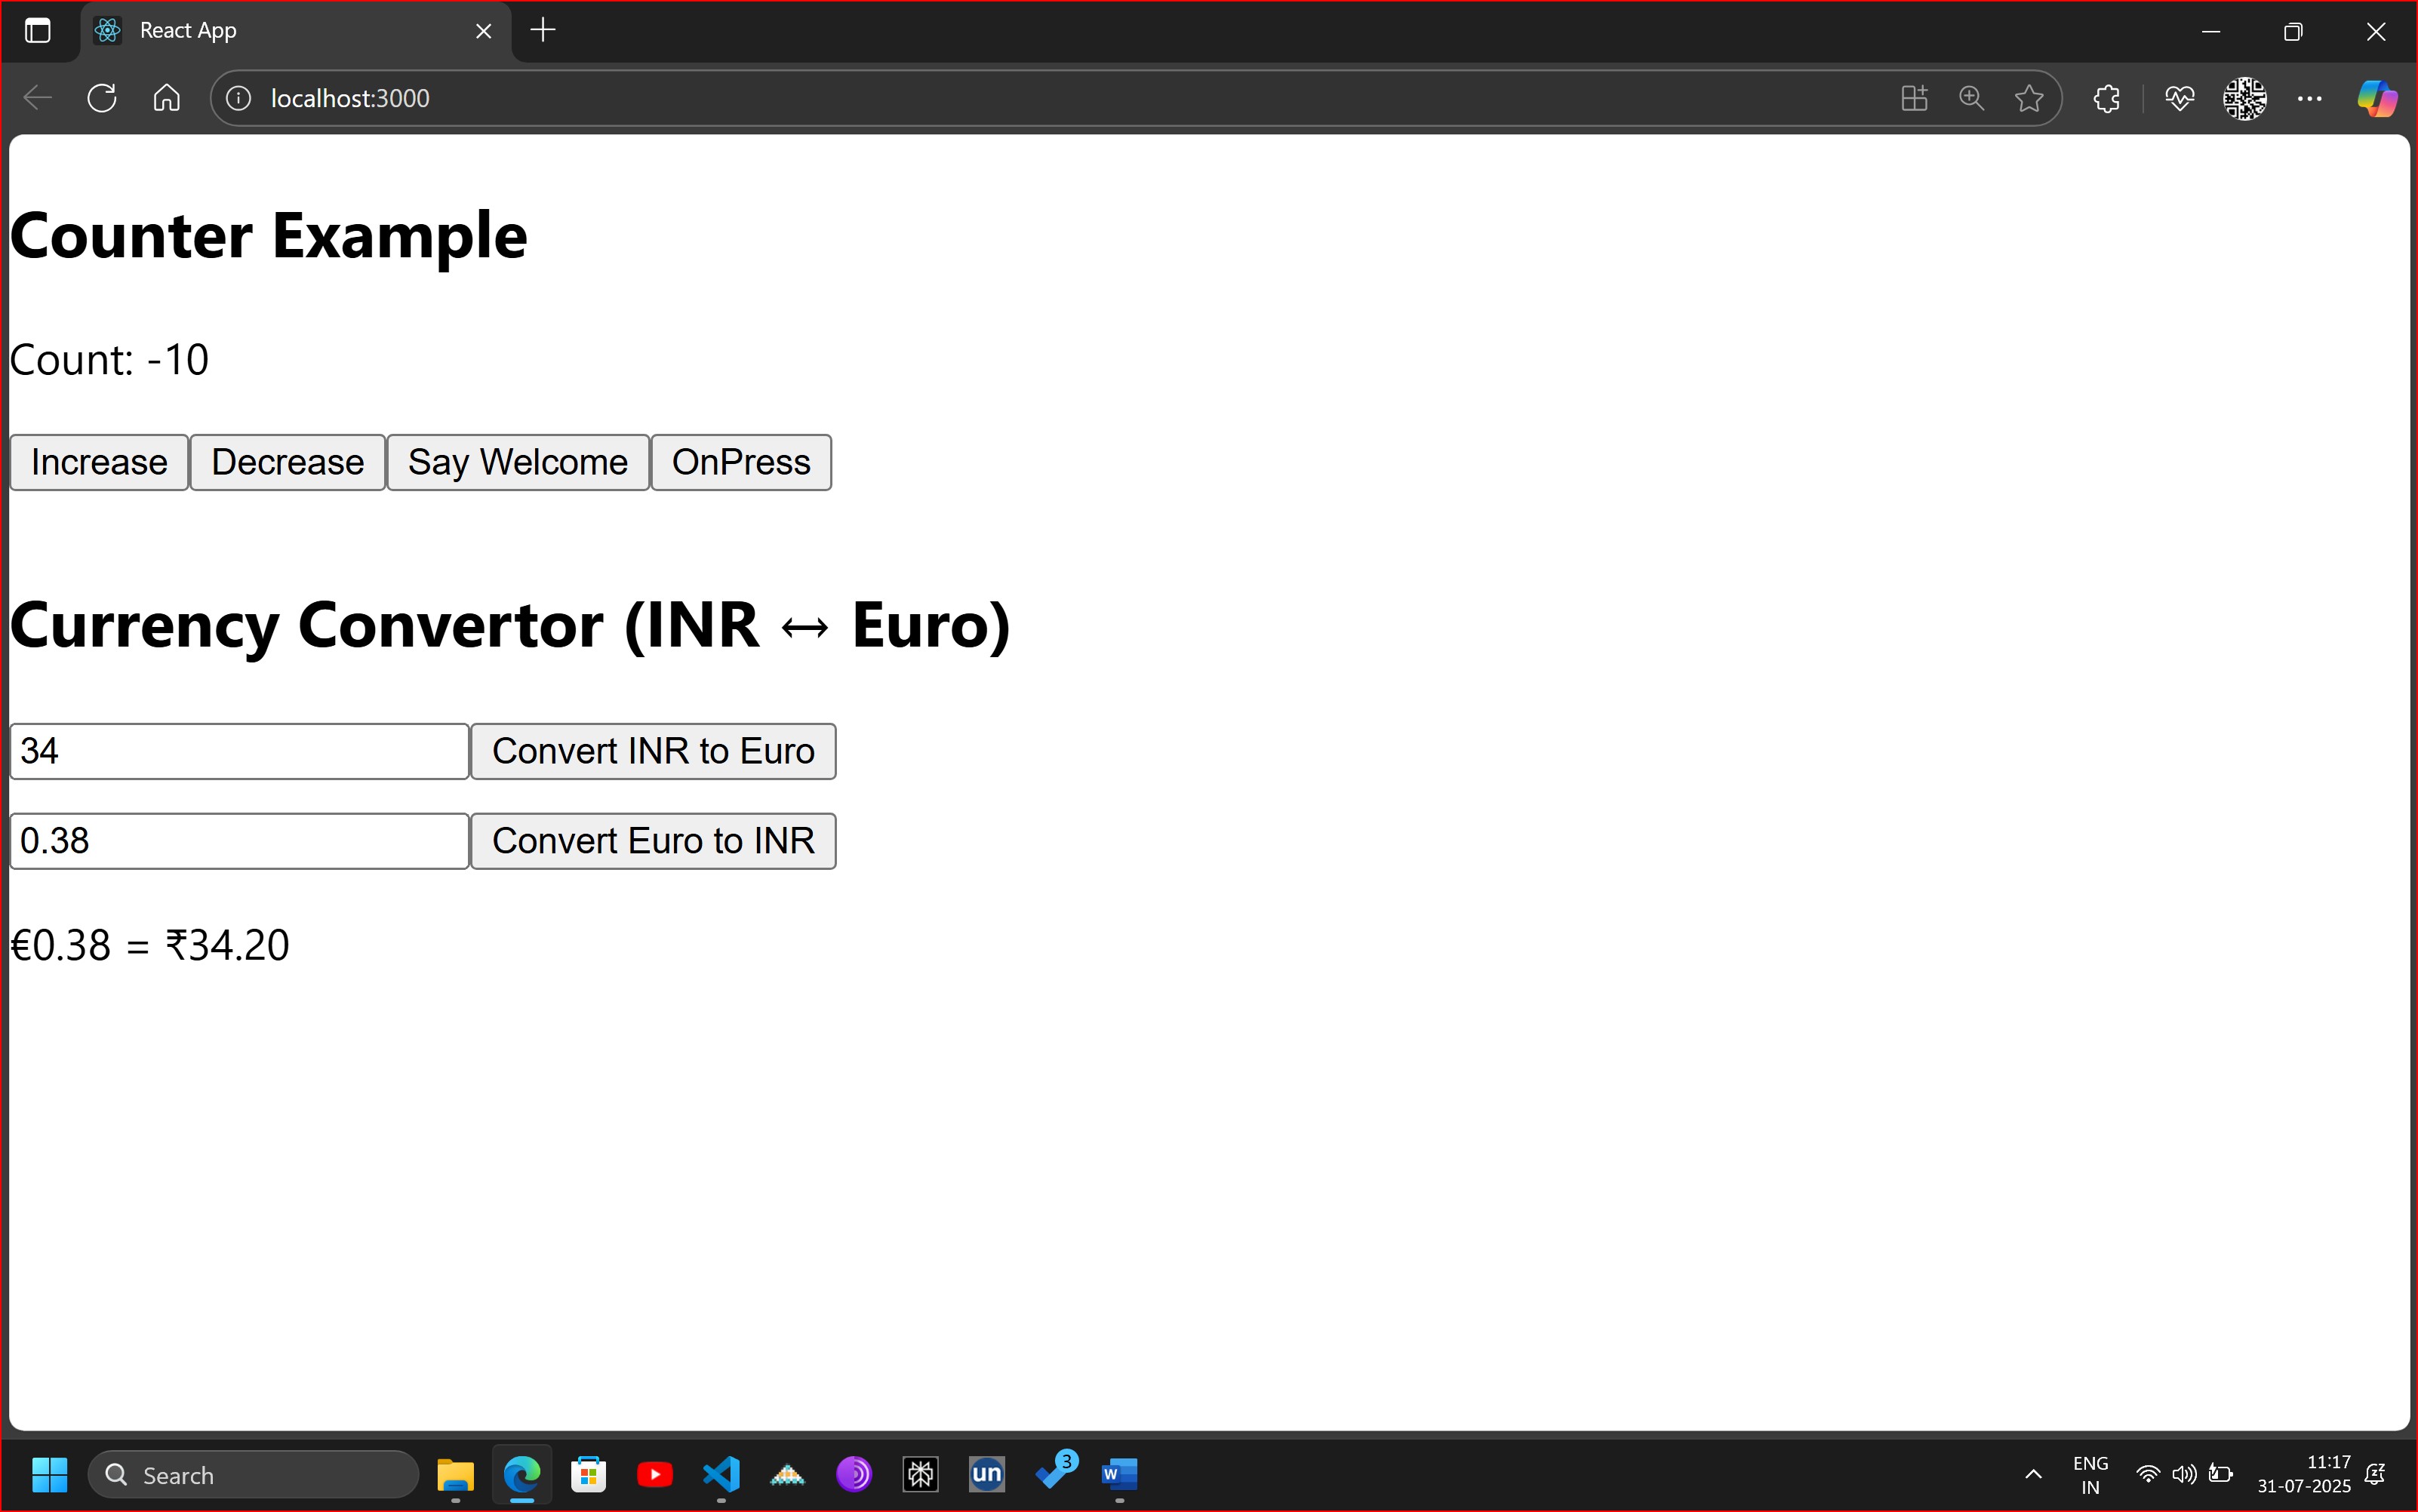 React App
localhost:3000
Counter Example
Count: -10
Increase Decrease Say Welcome OnPress
Currency Convertor (INR ↔ Euro)
34 Convert INR to Euro
0.38 Convert Euro to INR
€0.38 = ₹34.20
Search un 3 W ENG 11:17
IN 31-07-2025